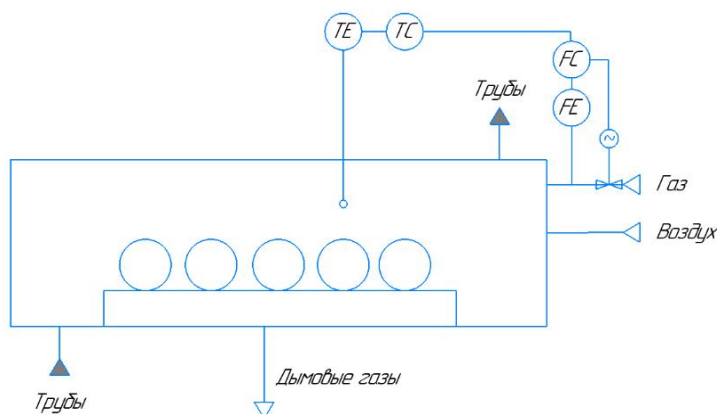 TE
TC
FC
Трубы
FE
~
Газ
Воздух
Дымовые газы
Трубы